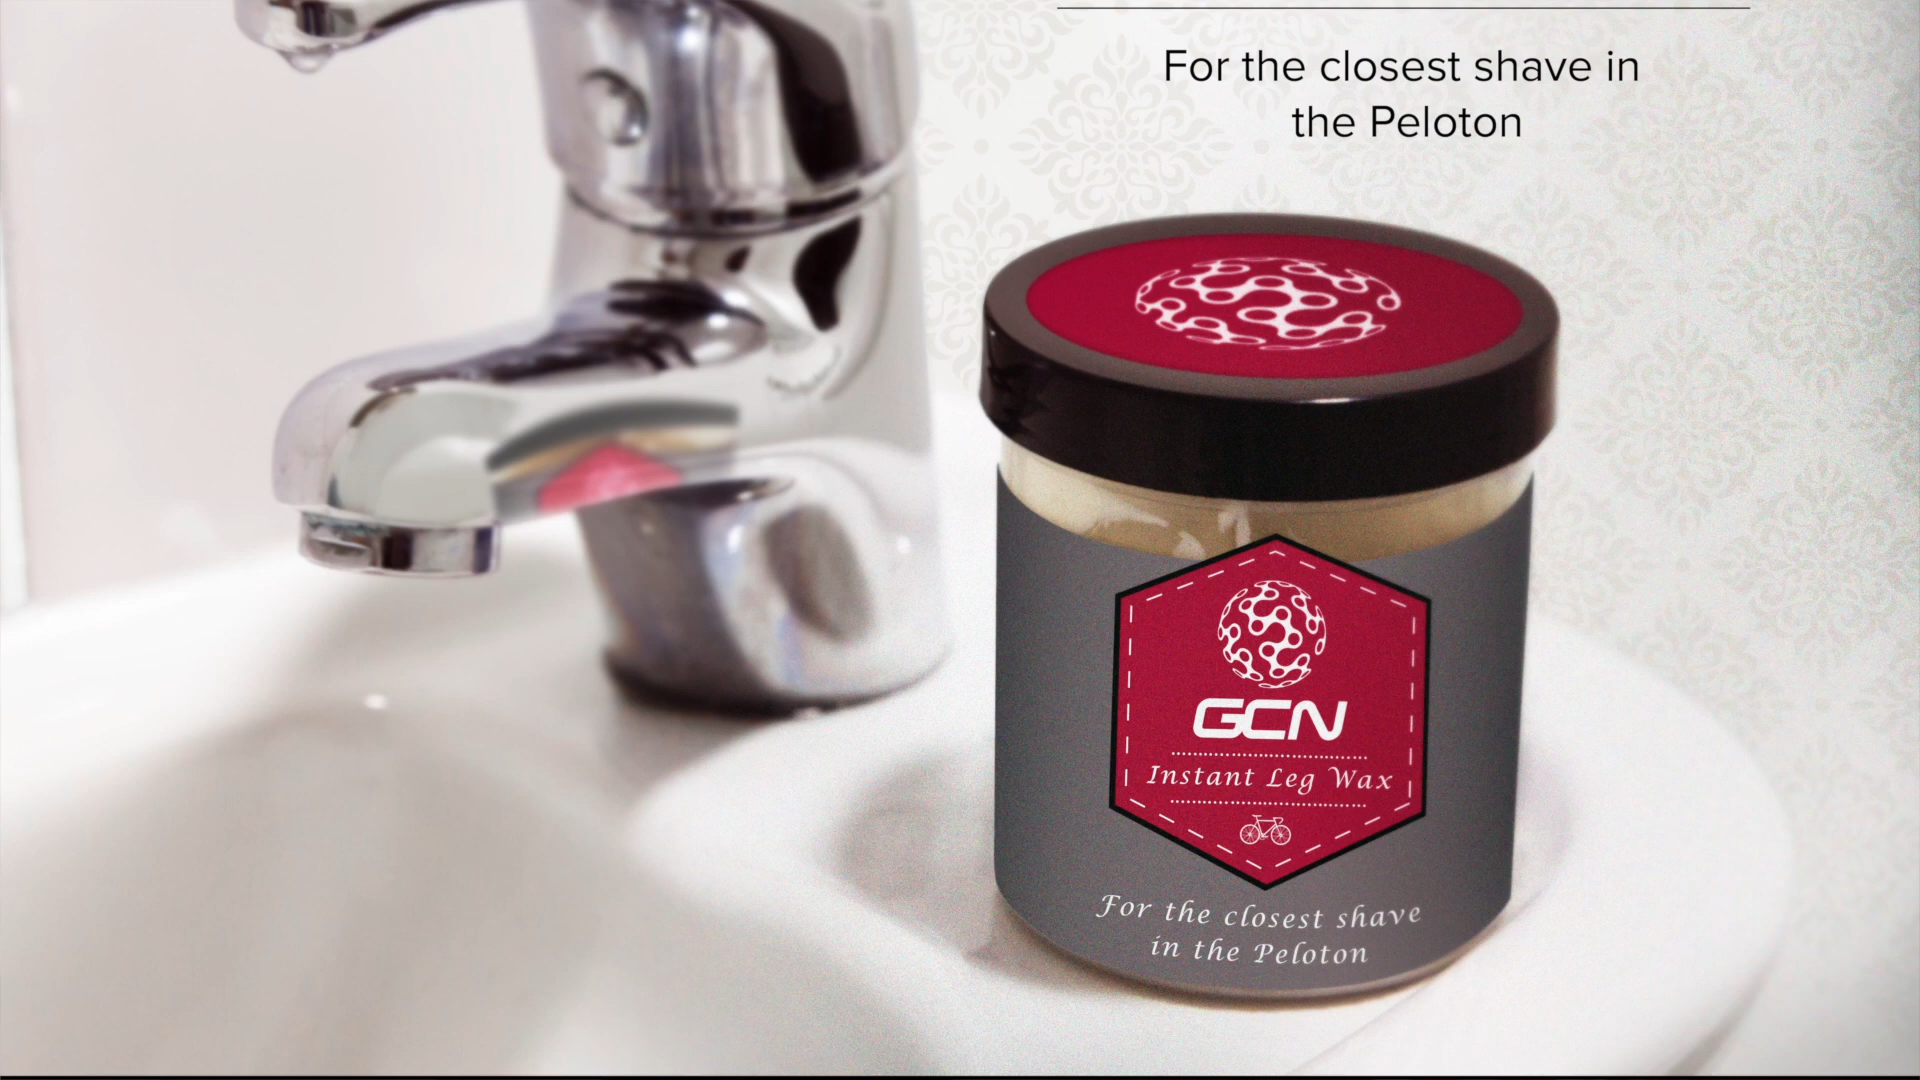 For the closest shave in
the Peloton
GCN
Instant Leg Wax
For the closest shave
in the Peloton